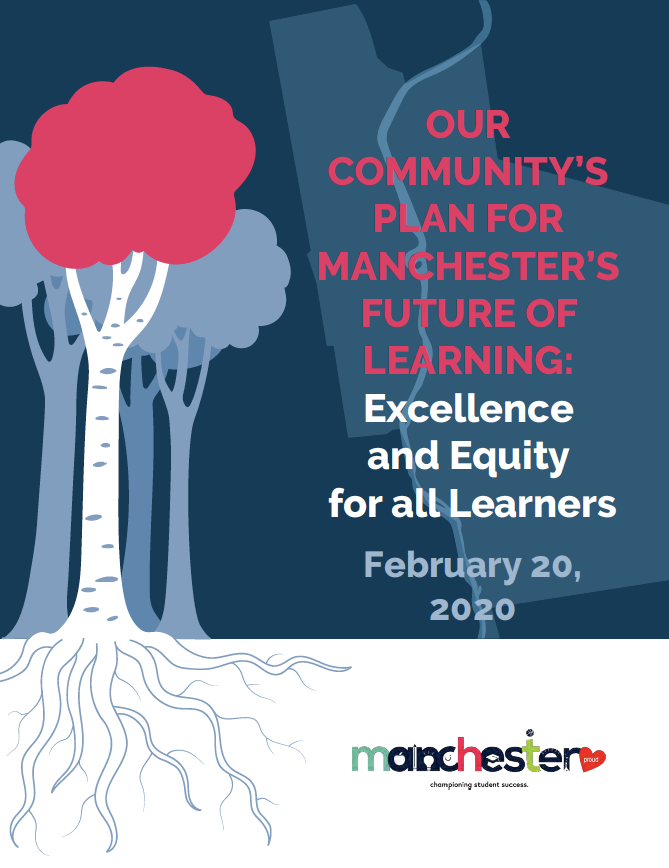 OUR
COMMUNITY’S
PLAN FOR
MANCHESTER’S
FUTURE OF
LEARNING:
Excellence
and Equity
for all Learners
February 20,
2020
manchester proud
championing student success.